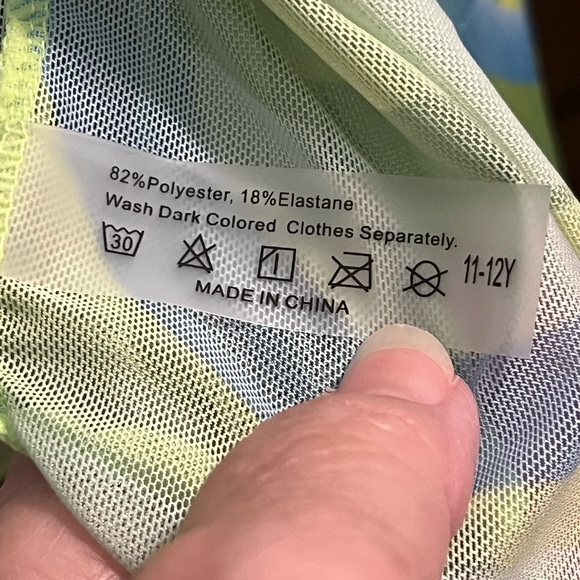 82%Polyester, 18%Elastane
Wash Dark Colored Clothes Separately.
30
11-12Y
MADE IN CHINA